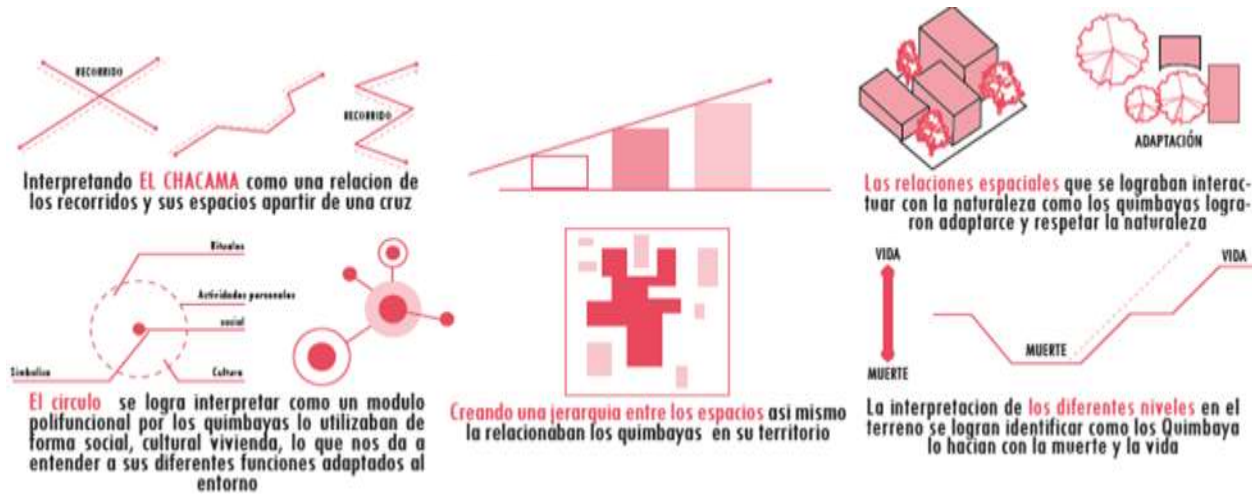 RECORRIDO
RECORRIDO
Interpretando EL CHACAMA como una relacion de
los recorridos y sus espacios apartir de una cruz
Rituales
Actividades personales
social
Simbolico
Cultura
El circulo se logra interpretar como un modulo
polifuncional por los quimbayas lo utilizaban de
forma social, cultural vivienda, lo que nos da a
entender a sus diferentes funciones adaptados al
entorno
Creando una jerarquia entre los espacios asi mismo
la relacionaban los quimbayas en su territorio
ADAPTACIÓN
Las relaciones espaciales que se lograban interac-
tuar con la naturaleza como los quimbayas logra-
ron adaptarce y respetar la naturaleza
VIDA
VIDA
MUERTE
MUERTE
La interpretacion de los diferentes niveles en el
terreno se logran identificar como los Quimbaya
lo hacian con la muerte y la vida